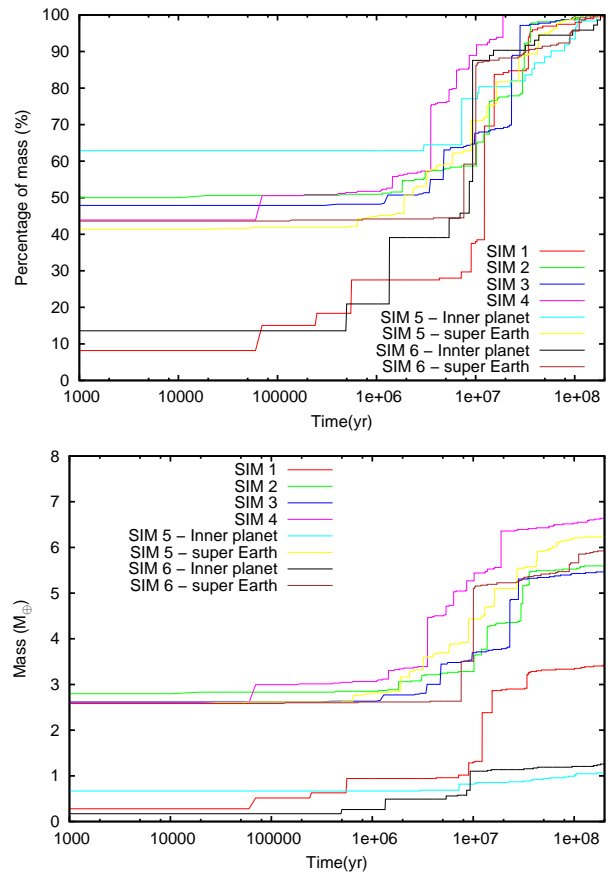 Percentage of mass (%)
100
90
80
70
60
50
40
30
20
10
0
SIM 1
SIM 2
SIM 3
SIM 4
SIM 5 − Inner planet
SIM 5 − super Earth
SIM 6 − Innter planet
SIM 6 − super Earth
1000
10000
100000
1e+06
1e+07
1e+08
Time(yr)
Mass (M⊕)
8
7
6
5
4
3
2
1
0
SIM 1
SIM 2
SIM 3
SIM 4
SIM 5 − Inner planet
SIM 5 − super Earth
SIM 6 − Inner planet
SIM 6 − super Earth
1000
10000
100000
1e+06
1e+07
1e+08
Time(yr)